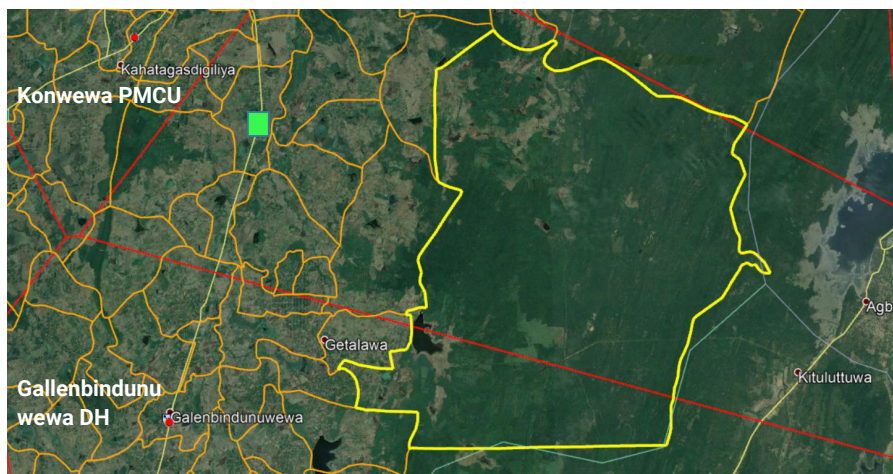 Kahatagasdigiliya
Konwewa PMCU
Getalawa
Agb
Kituluttuwa
Gallenbindunu
wewa DH
Galenbindunuwewa